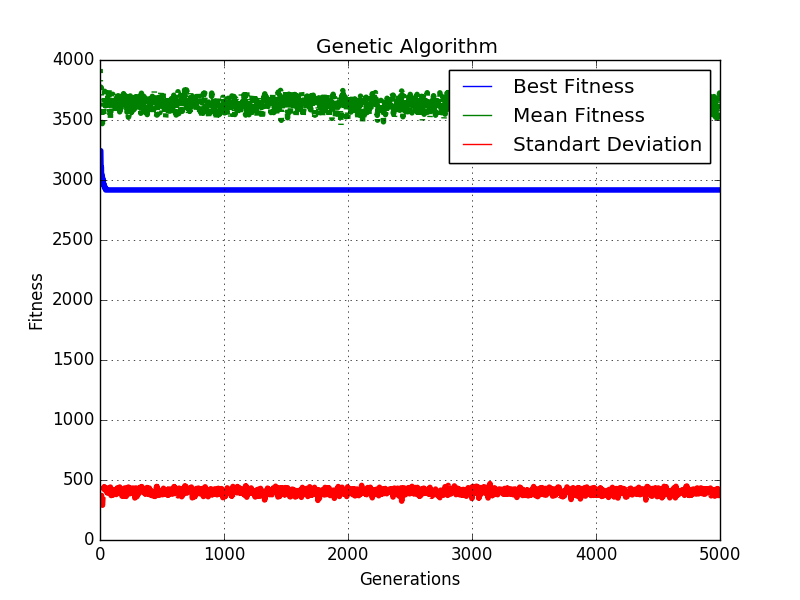 Genetic Algorithm
4000
3500
3000
2500
2000
1500
1000
500
0
Fitness
Best Fitness
Mean Fitness
Standart Deviation
0 1000 2000 3000 4000 5000
Generations